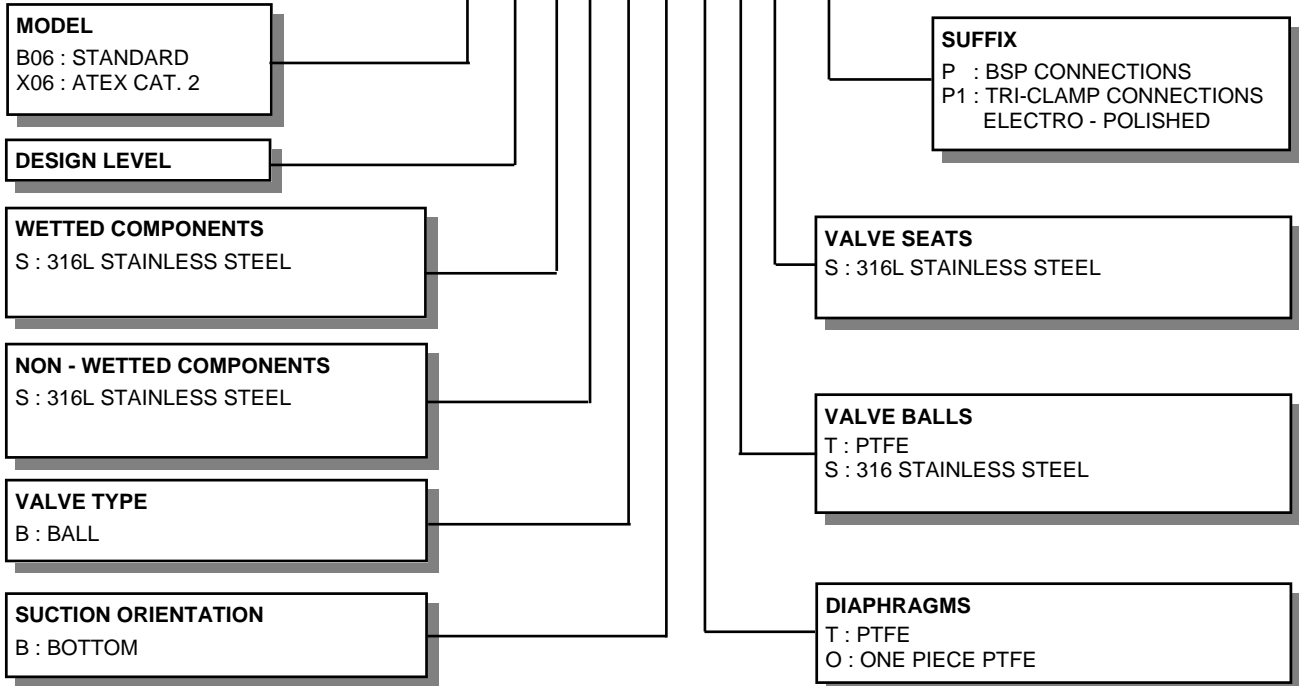 MODEL
B06 : STANDARD
X06 : ATEX CAT. 2
DESIGN LEVEL
WETTED COMPONENTS
S : 316L STAINLESS STEEL
NON - WETTED COMPONENTS
S : 316L STAINLESS STEEL
VALVE TYPE
B : BALL
SUCTION ORIENTATION
B : BOTTOM
SUFFIX
P : BSP CONNECTIONS
P1 : TRI-CLAMP CONNECTIONS
ELECTRO - POLISHED
VALVE SEATS
S : 316L STAINLESS STEEL
VALVE BALLS
T : PTFE
S : 316 STAINLESS STEEL
DIAPHRAGMS
T : PTFE
O : ONE PIECE PTFE